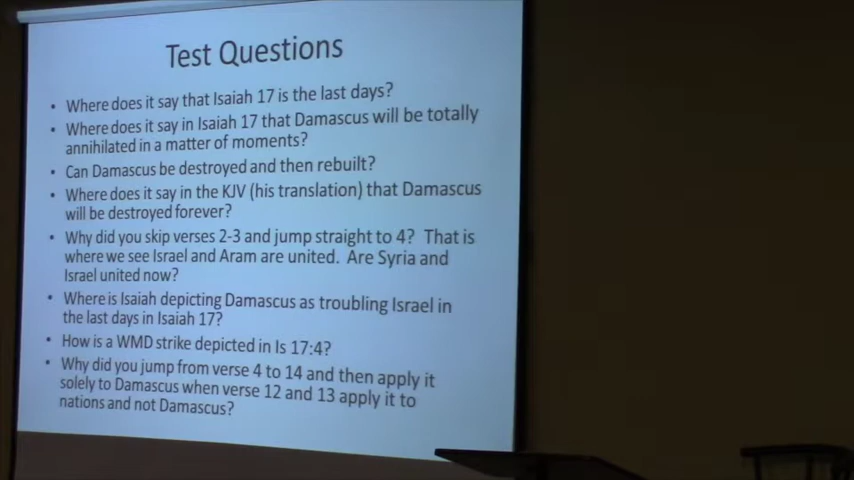 Test Questions
• Where does it say that Isaiah 17 is the last days?
• Where does it say in Isaiah 17 that Damascus will be totally
annihilated in a matter of moments?
• Can Damascus be destroyed and then rebuilt?
• Where does it say in the KJV (his translation) that Damascus
will be destroyed forever?
• Why did you skip verses 2-3 and jump straight to 4? That is
where we see Israel and Aram are united. Are Syria and
Israel united now?
• Where is Isaiah depicting Damascus as troubling Israel in
the last days in Isaiah 17?
• How is a WMD strike depicted in Is 17:4?
• Why did you jump from verse 4 to 14 and then apply it
solely to Damascus when verse 12 and 13 apply it to
nations and not Damascus?